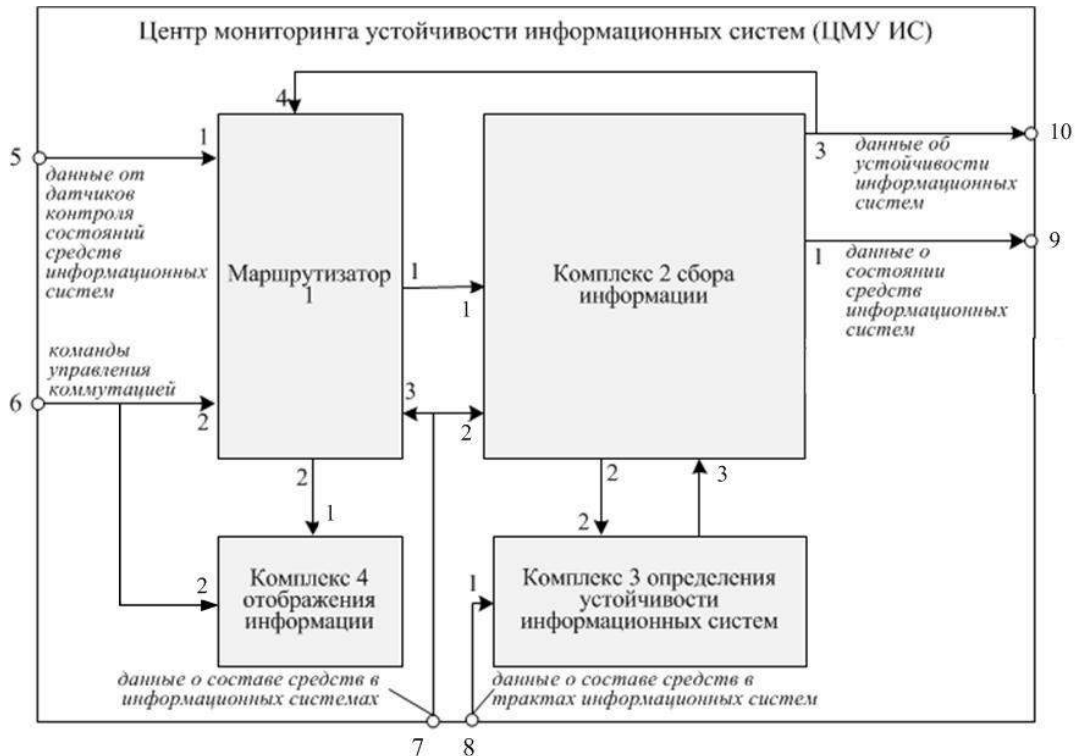 Центр мониторинга устойчивости информационных систем (ЦМУ ИС)
4
1
5
данные от
датчиков
контроля
состояний
средств
информационных
систем
Маршрутизатор
1
1
1
Комплекс 2 сбора
информации
3
10
данные об
устойчивости
информационных
систем
9
1
данные о
состоянии
средств
информационных
систем
команды
управления
коммутацией
6
2
3
2
2
1
2
2
3
2
Комплекс 4
отображения
информации
1
Комплекс 3 определения
устойчивости
информационных систем
данные о составе средств в
информационных системах
данные о составе средств в
трактах информационных систем
7
8